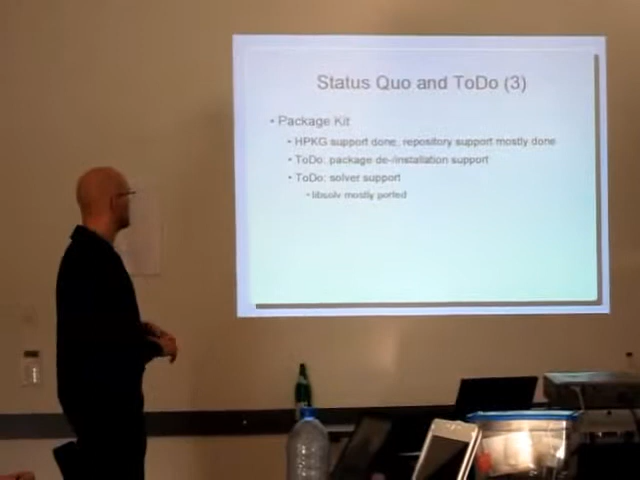 Status Quo and ToDo (3)
• Package Kit
• HPKG support done, repository support mostly done
• ToDo: package de-/installation support
• ToDo: solver support
• libsolv mostly ported